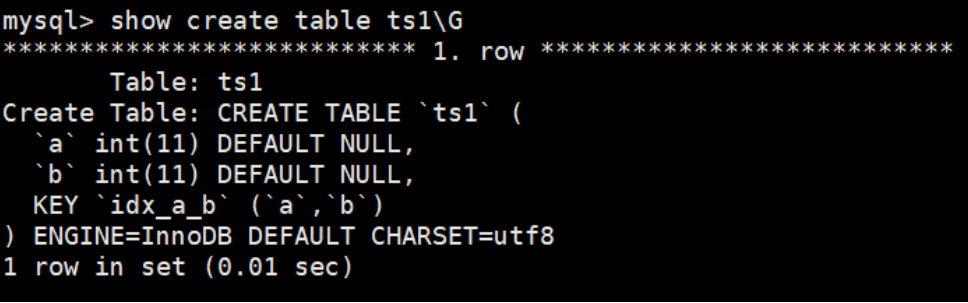 mysql> show create table ts1\G
*************************** 1. row ***************************
Table: ts1
Create Table: CREATE TABLE `ts1` (
`a` int(11) DEFAULT NULL,
`b` int(11) DEFAULT NULL,
KEY `idx_a_b` (`a`,`b`)
) ENGINE=InnoDB DEFAULT CHARSET=utf8
1 row in set (0.01 sec)